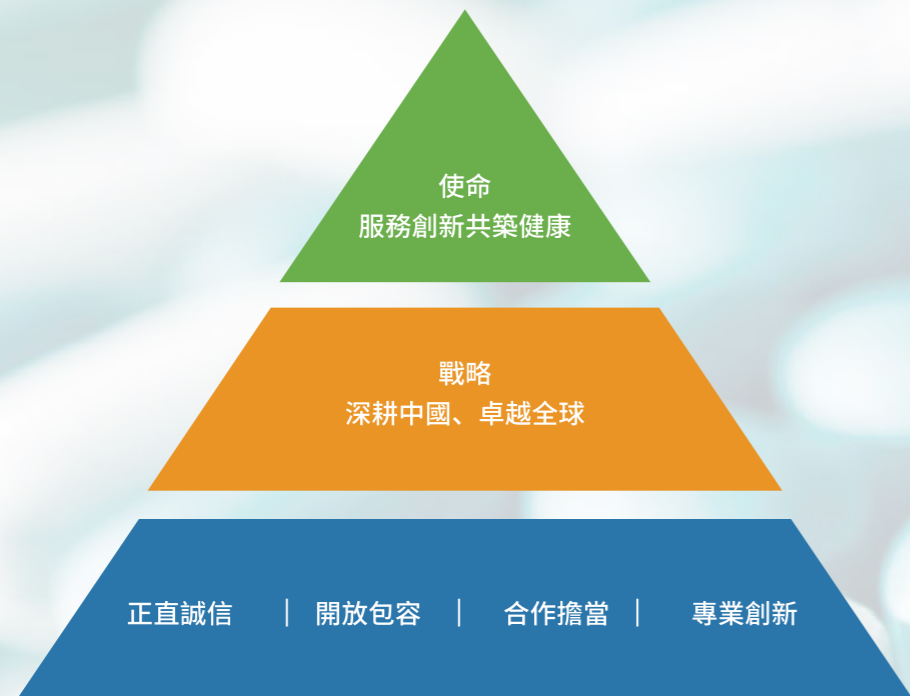 使命
服務創新共築健康
戰略
深耕中國、卓越全球
正直誠信 | 開放包容 | 合作擔當 | 專業創新